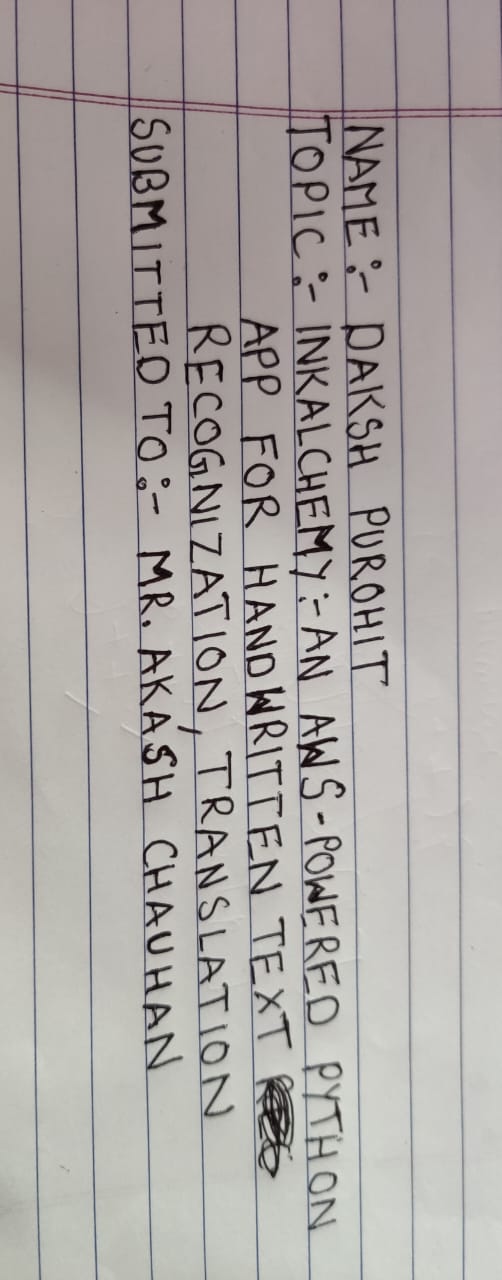 NAME :- DAKSH PUROHIT
TOPIC :- INKALCHEMY :- AN AWS-POWERED PYTHON
APP FOR HANDWRITTEN TEXT
RECOGNIZATION, TRANSLATION
SUBMITTED TO :- MR. AKASH CHAUHAN